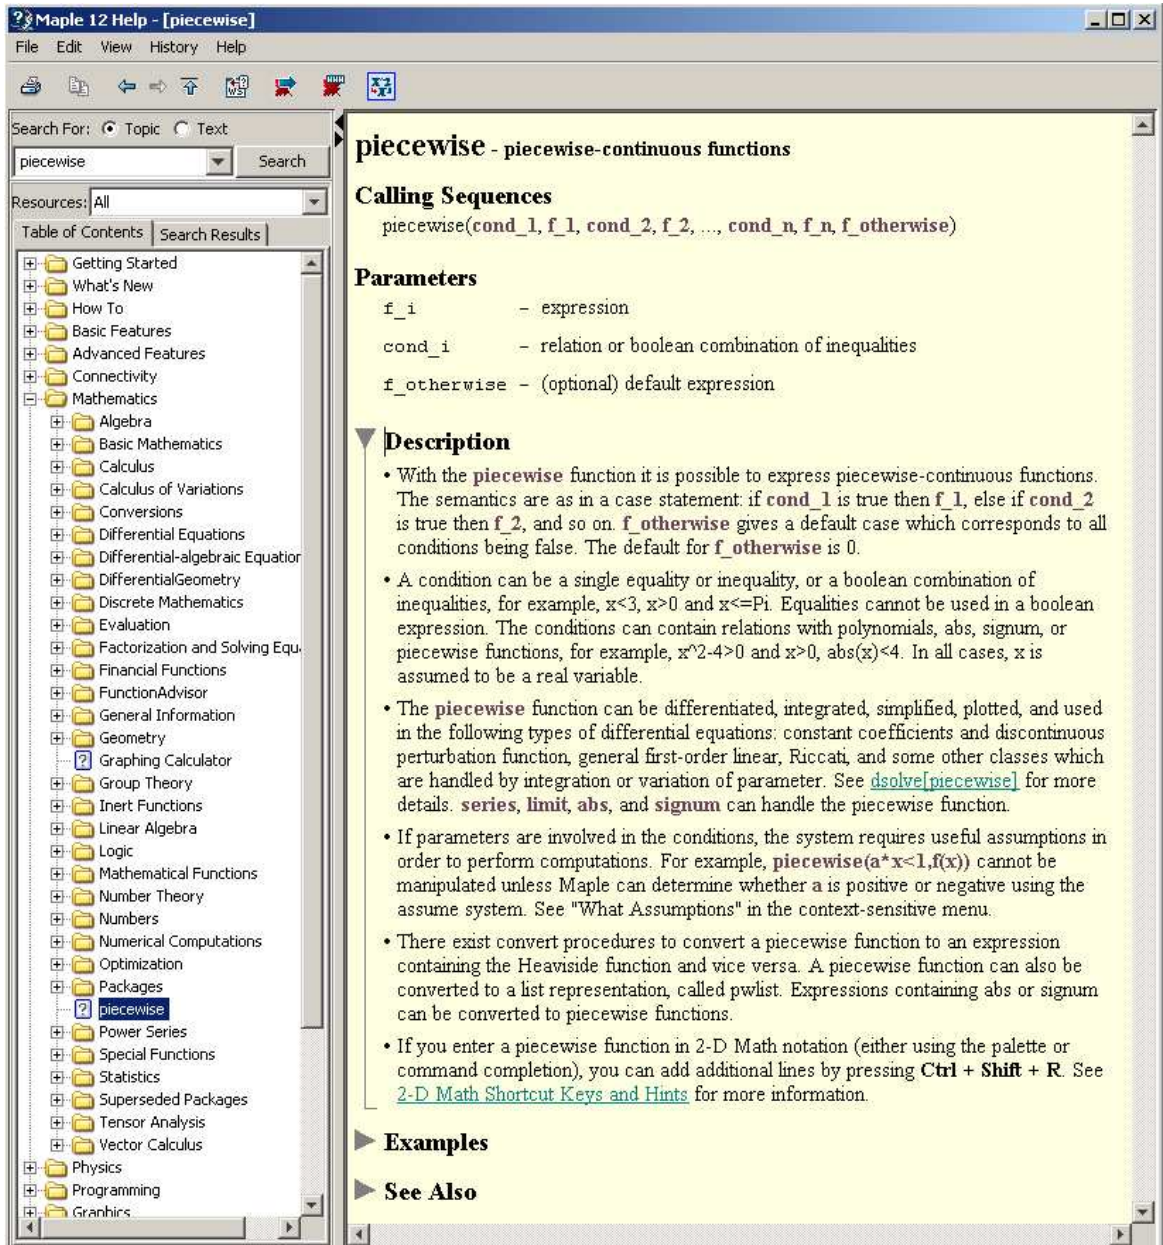 Maple 12 Help - [piecewise]
File Edit View History Help
Search For: Topic Text
piecewise Search
Resources: All
Table of Contents Search Results
Getting Started
What's New
How To
Basic Features
Advanced Features
Connectivity
Mathematics
Algebra
Basic Mathematics
Calculus
Calculus of Variations
Conversions
Differential Equations
Differential-algebraic Equation
DifferentialGeometry
Discrete Mathematics
Evaluation
Factorization and Solving Equ
Financial Functions
FunctionAdvisor
General Information
Geometry
Graphing Calculator
Group Theory
Inert Functions
Linear Algebra
Logic
Mathematical Functions
Number Theory
Numbers
Numerical Computations
Optimization
Packages
piecewise
Power Series
Special Functions
Statistics
Superseded Packages
Tensor Analysis
Vector Calculus
Physics
Programming
Graphics
piecewise - piecewise-continuous functions
Calling Sequences
piecewise(cond_1, f_1, cond_2, f_2, ..., cond_n, f_n, f_otherwise)
Parameters
f_i – expression
cond_i – relation or boolean combination of inequalities
f_otherwise – (optional) default expression
Description
• With the piecewise function it is possible to express piecewise-continuous functions.
The semantics are as in a case statement: if cond_1 is true then f_1, else if cond_2
is true then f_2, and so on. f_otherwise gives a default case which corresponds to all
conditions being false. The default for f_otherwise is 0.
• A condition can be a single equality or inequality, or a boolean combination of
inequalities, for example, x<3, x>0 and x<=Pi. Equalities cannot be used in a boolean
expression. The conditions can contain relations with polynomials, abs, signum, or
piecewise functions, for example, x^2-4>0 and x>0, abs(x)<4. In all cases, x is
assumed to be a real variable.
• The piecewise function can be differentiated, integrated, simplified, plotted, and used
in the following types of differential equations: constant coefficients and discontinuous
perturbation function, general first-order linear, Riccati, and some other classes which
are handled by integration or variation of parameter. See dsolve[piecewise] for more
details. series, limit, abs, and signum can handle the piecewise function.
• If parameters are involved in the conditions, the system requires useful assumptions in
order to perform computations. For example, piecewise(a*x<1,f(x)) cannot be
manipulated unless Maple can determine whether a is positive or negative using the
assume system. See "What Assumptions" in the context-sensitive menu.
• There exist convert procedures to convert a piecewise function to an expression
containing the Heaviside function and vice versa. A piecewise function can also be
converted to a list representation, called pwlist. Expressions containing abs or signum
can be converted to piecewise functions.
• If you enter a piecewise function in 2-D Math notation (either using the palette or
command completion), you can add additional lines by pressing Ctrl + Shift + R. See
2-D Math Shortcut Keys and Hints for more information.
Examples
See Also